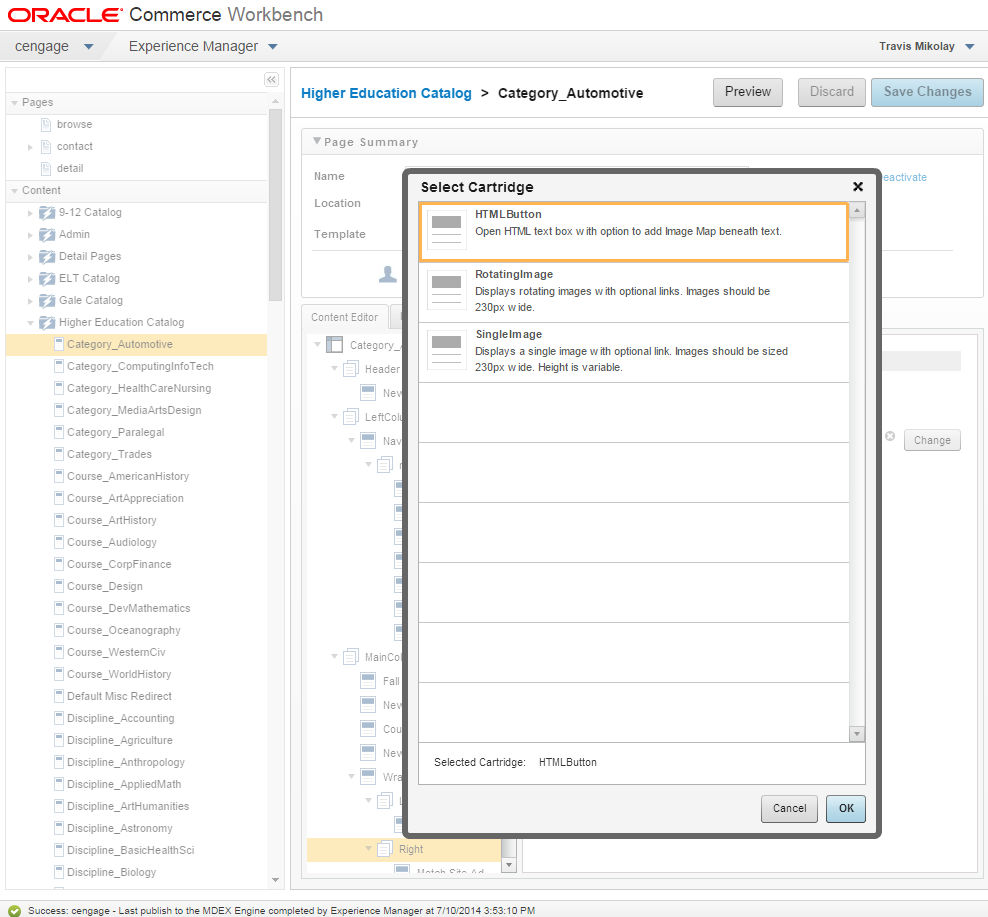 ORACLE Commerce Workbench
cengage
Experience Manager
Travis Mikolay
Pages
browse
contact
detail
Content
9-12 Catalog
Admin
Detail Pages
ELT Catalog
Gale Catalog
Higher Education Catalog
Category_Automotive
Category_ComputingInfoTech
Category_HealthCareNursing
Category_MediaArtsDesign
Category_Paralegal
Category_Trades
Course_AmericanHistory
Course_ArtAppreciation
Course_ArtHistory
Course_Audiology
Course_CorpFinance
Course_Design
Course_DevMathematics
Course_Oceanography
Course_WesternCiv
Course_WorldHistory
Default Misc Redirect
Discipline_Accounting
Discipline_Agriculture
Discipline_Anthropology
Discipline_AppliedMath
Discipline_ArtHumanities
Discipline_Astronomy
Discipline_BasicHealthSci
Discipline_Biology
Higher Education Catalog > Category_Automotive
Preview
Discard
Save Changes
Page Summary
Name
Location
Template
eactivate
Content Editor
Category_
Header
New
LeftColu
Nav
MainCol
Fall
New
Cou
New
Wra
L
Right
Match Site Ad
Change
Select Cartridge
HTMLButton
Open HTML text box with option to add Image Map beneath text.
RotatingImage
Displays rotating images with optional links. Images should be
230px wide.
SingleImage
Displays a single image with optional link. Images should be sized
230px wide. Height is variable.
Selected Cartridge: HTMLButton
Cancel
OK
Success: cengage - Last publish to the MDEX Engine completed by Experience Manager at 7/10/2014 3:53:10 PM